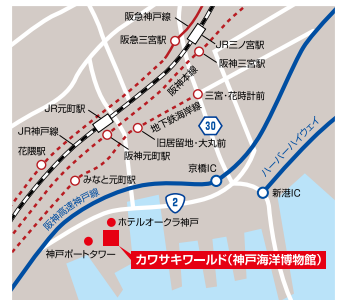 阪急神戸線
阪急三宮駅
JR三ノ宮駅
阪神三宮駅
阪神本線
三宮・花時計前
JR元町駅
地下鉄海岸線
30
JR神戸線
旧居留地・大丸前
花隈駅
阪神元町駅
ハーバーハイウェイ
京橋IC
みなと元町駅
新港IC
阪神高速神戸線
2
ホテルオークラ神戸
神戸ポートタワー
カワサキワールド(神戸海洋博物館)